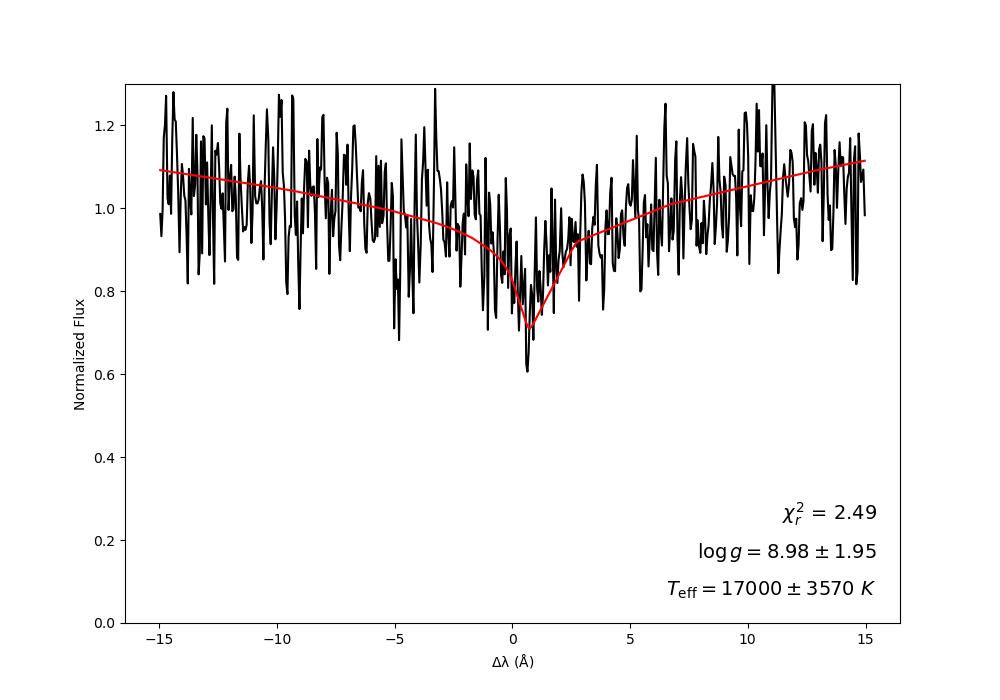 1.2
1.0
0.8
0.6
0.4
0.2
0.0
Normalized Flux
χ²ᵣ = 2.49
log g = 8.98 ± 1.95
T_eff = 17000 ± 3570 K
−15 −10 −5 0 5 10 15
Δλ (Å)